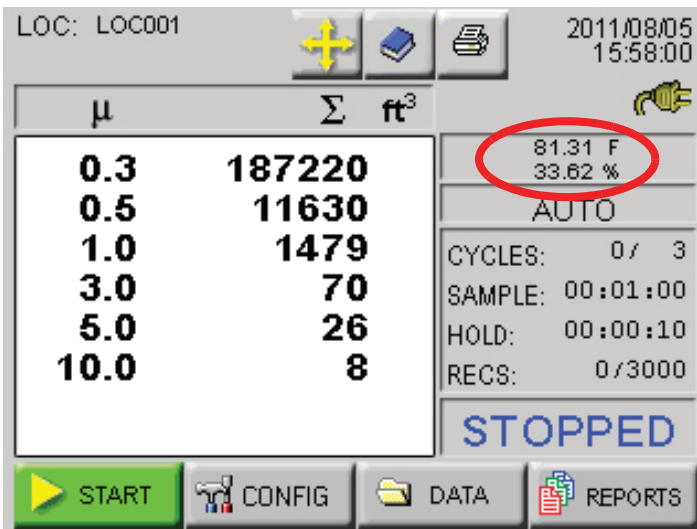 LOC: LOC001
2011/08/05
15:58:00
µ Σ ft³
0.3 187220
0.5 11630
1.0 1479
3.0 70
5.0 26
10.0 8
81.31 F
33.62 %
AUTO
CYCLES: 0/ 3
SAMPLE: 00:01:00
HOLD: 00:00:10
RECS: 0/3000
STOPPED
START CONFIG DATA REPORTS